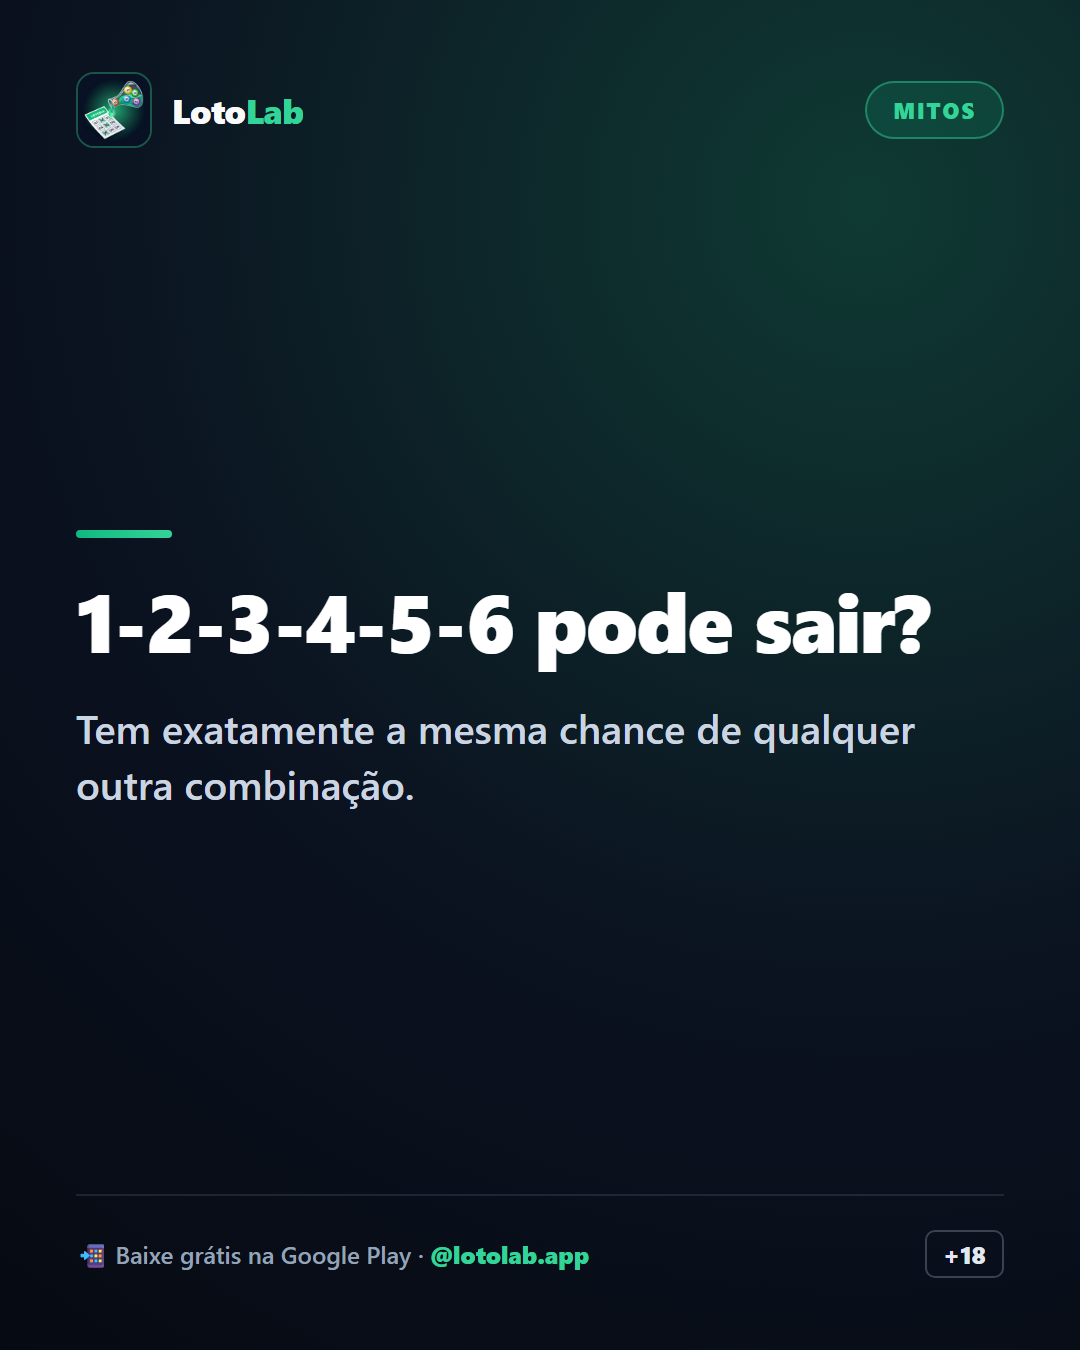 LotoLab
MITOS
1-2-3-4-5-6 pode sair?
Tem exatamente a mesma chance de qualquer
outra combinação.
Baixe grátis na Google Play · @lotolab.app
+18